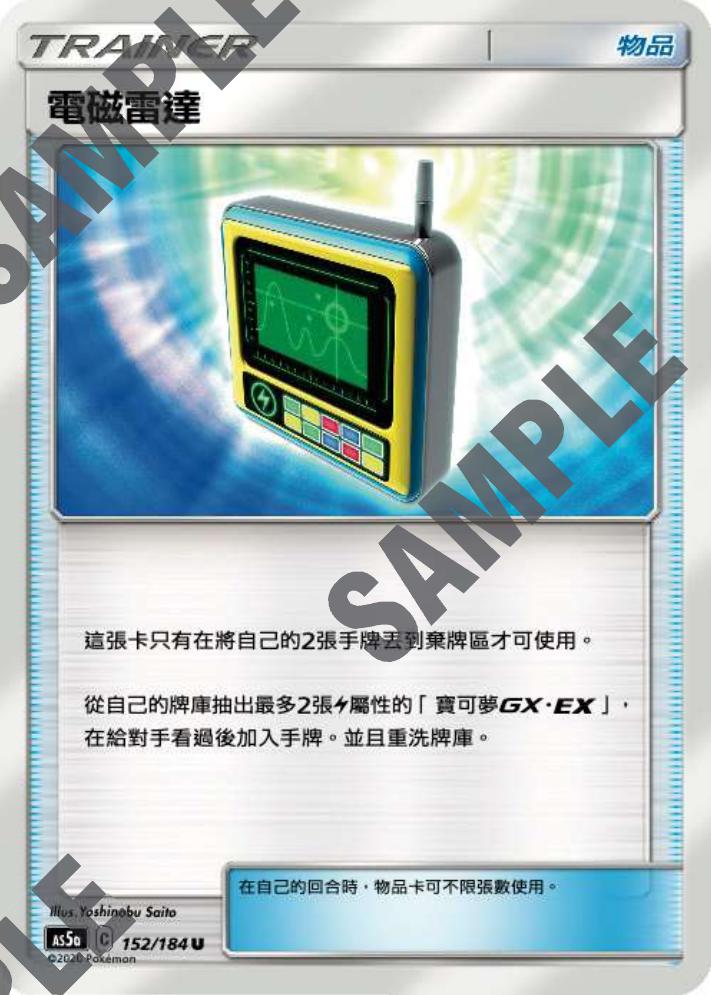 TRAINER
物品
電磁雷達
SAMPLE
SAMPLE
這張卡只有在將自己的2張手牌丟到棄牌區才可使用。
從自己的牌庫抽出最多2張屬性的「寶可夢GX・EX」,
在給對手看過後加入手牌。並且重洗牌庫。
在自己的回合時,物品卡可不限張數使用。
Illus. Yoshinobu Saito
AS5a C 152/184 U
©2020 Pokémon
PLE